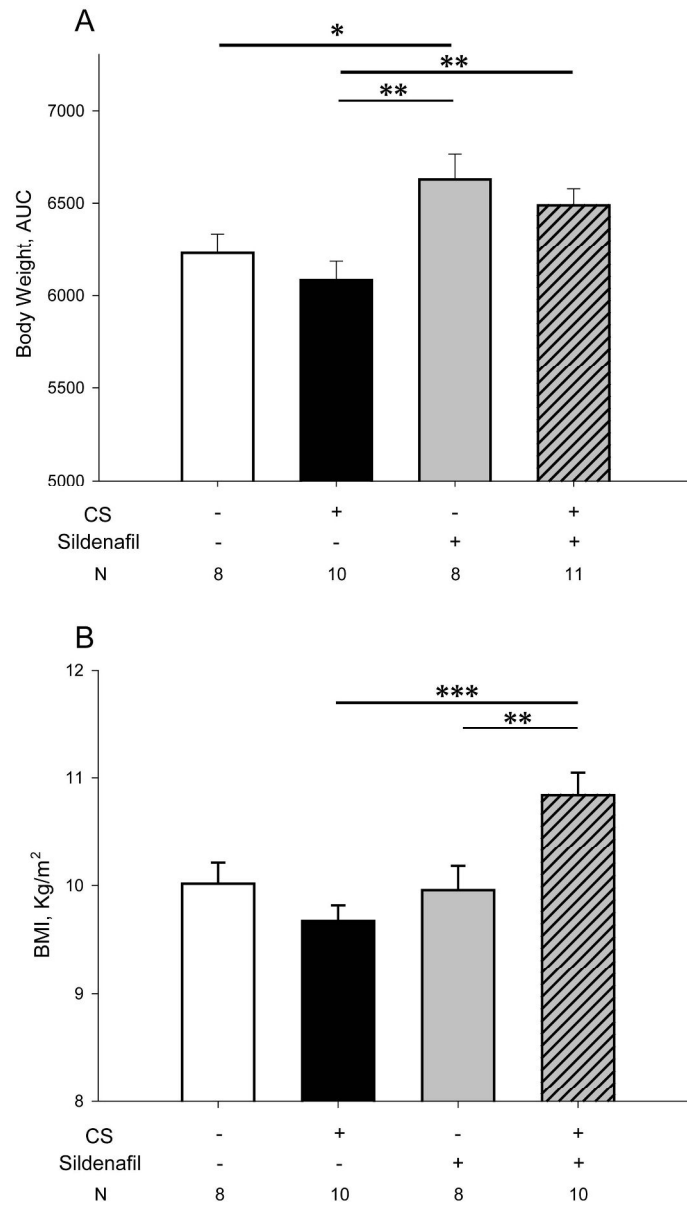 A
*
**
**
7000
6500
6000
5500
5000
Body Weight, AUC
CS - + - +
Sildenafil - - + +
N 8 10 8 11
B
12
***
**
11
10
9
8
BMI, Kg/m²
CS - + - +
Sildenafil - - + +
N 8 10 8 10